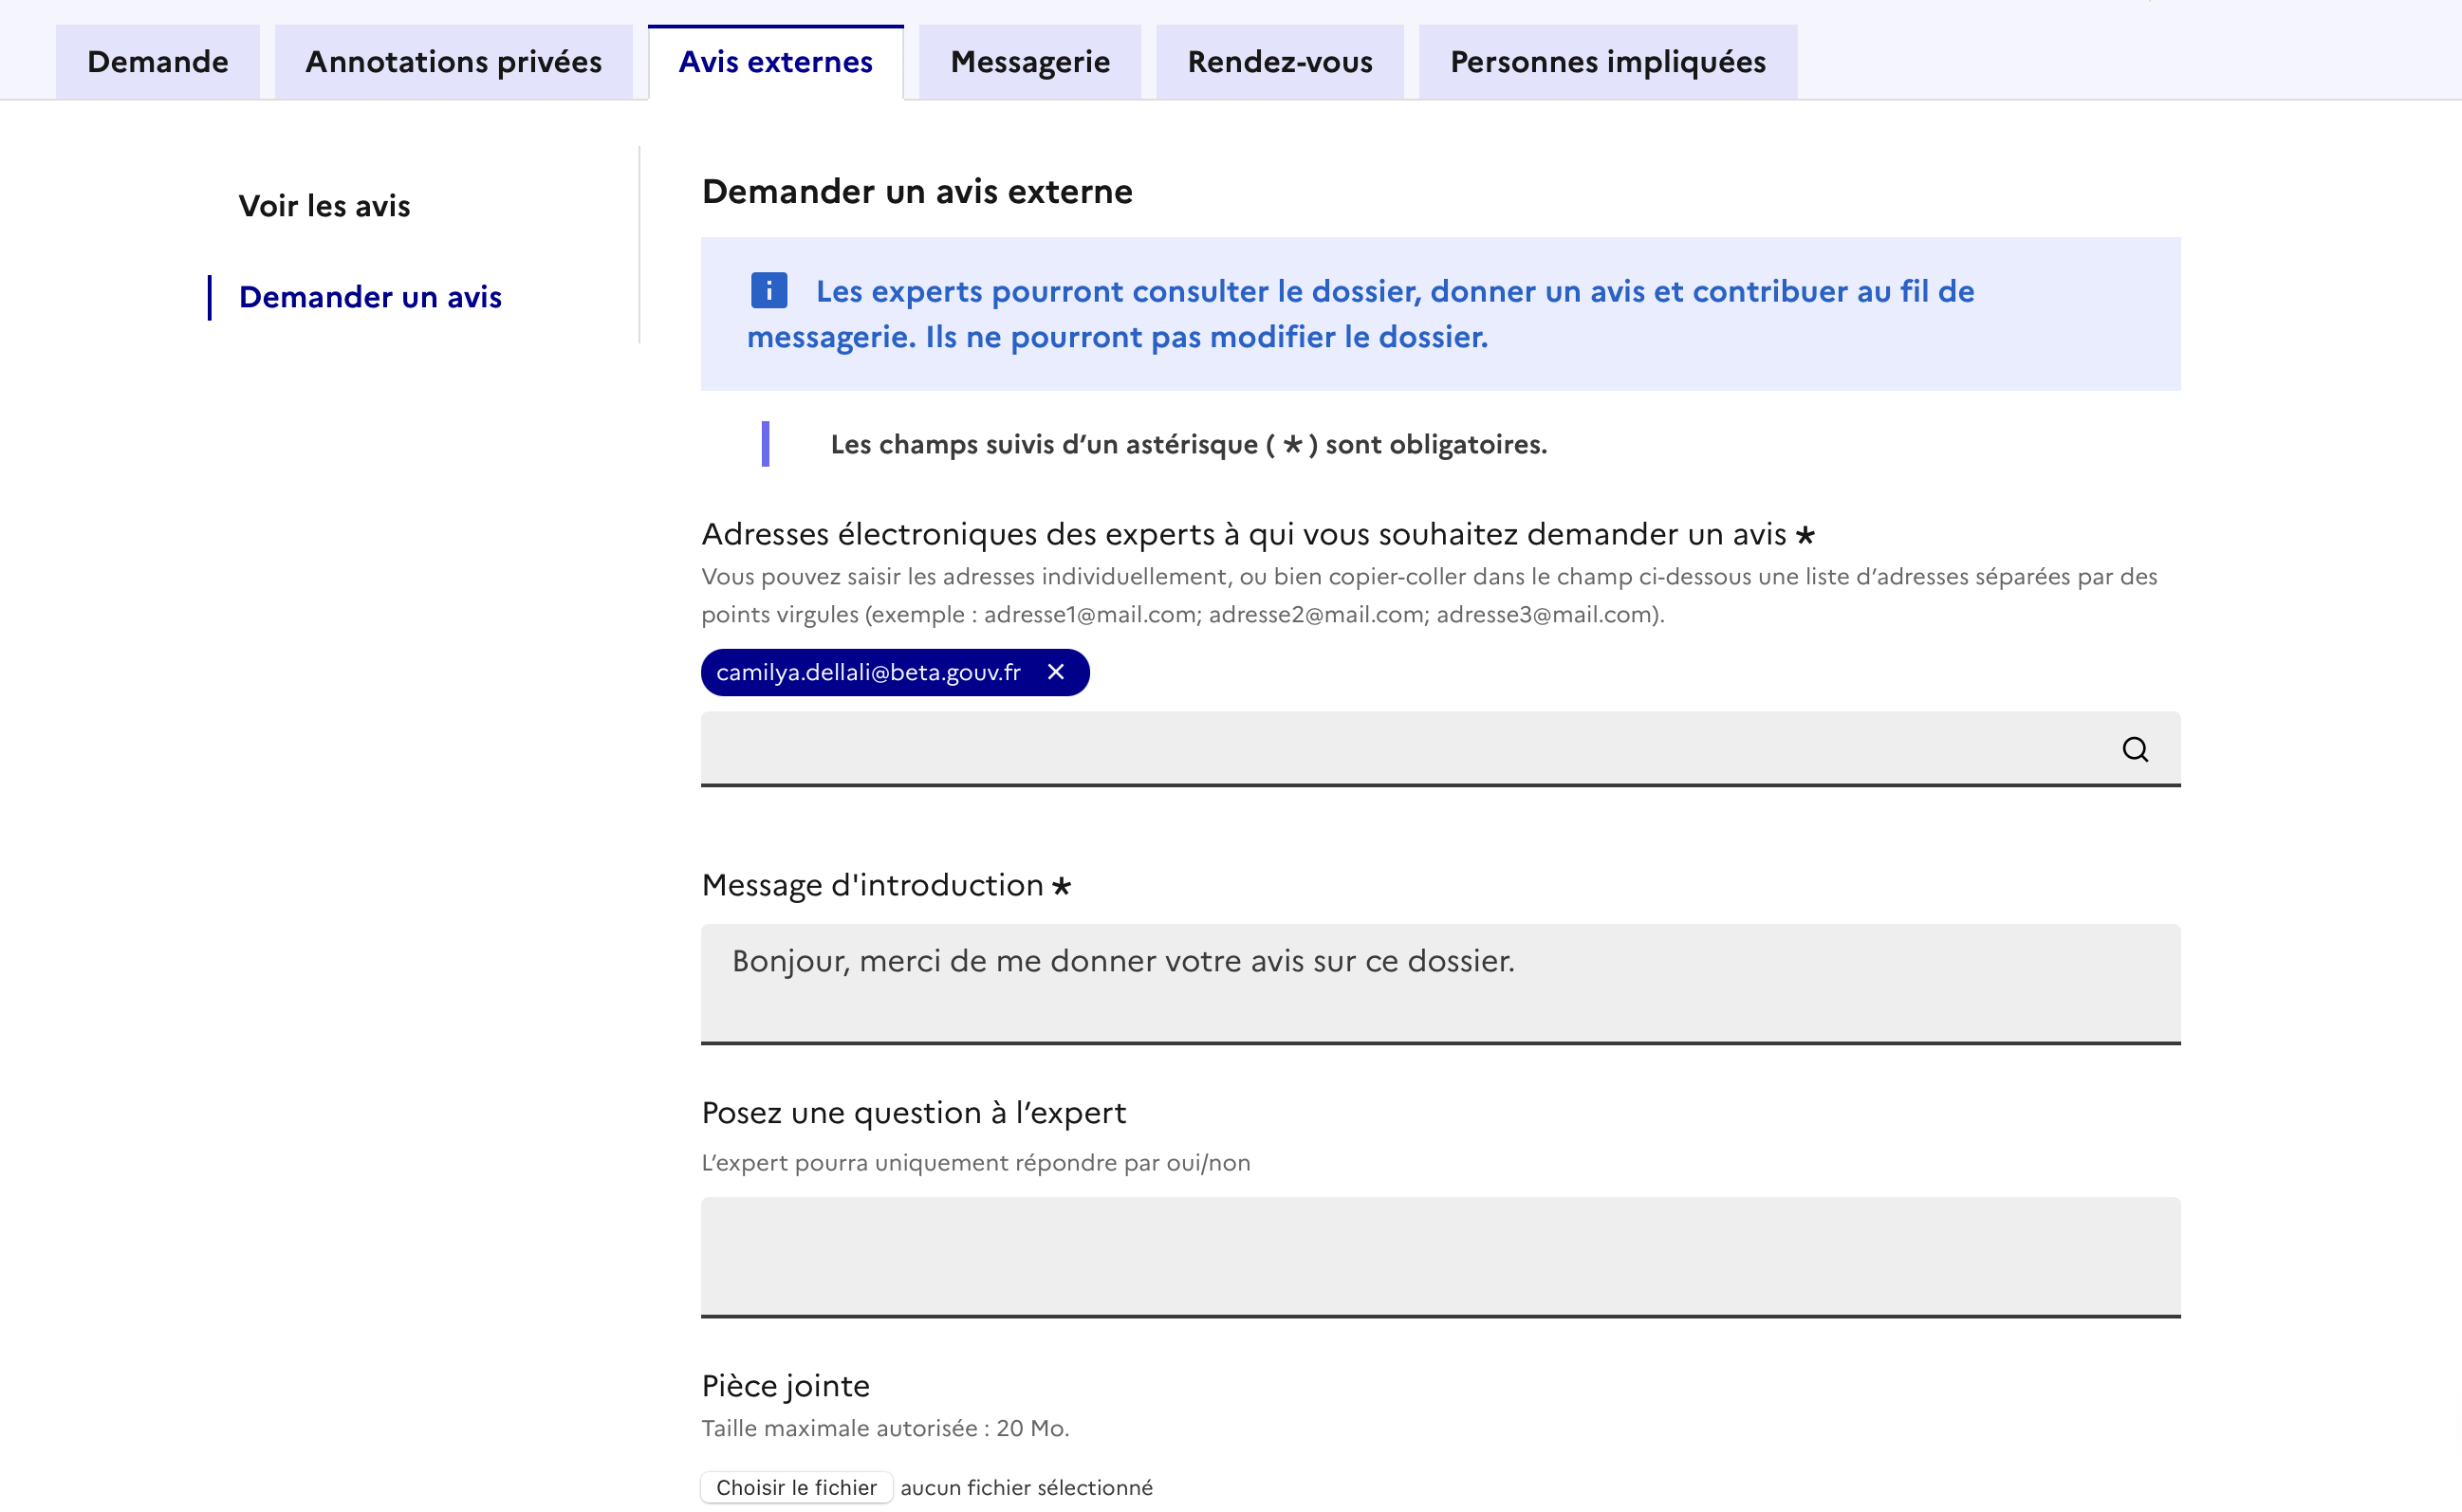 Demande
Annotations privées
Avis externes
Messagerie
Rendez-vous
Personnes impliquées
Voir les avis
Demander un avis
Demander un avis externe
i Les experts pourront consulter le dossier, donner un avis et contribuer au fil de
messagerie. Ils ne pourront pas modifier le dossier.
Les champs suivis d’un astérisque ( * ) sont obligatoires.
Adresses électroniques des experts à qui vous souhaitez demander un avis *
Vous pouvez saisir les adresses individuellement, ou bien copier-coller dans le champ ci-dessous une liste d’adresses séparées par des
points virgules (exemple : adresse1@mail.com; adresse2@mail.com; adresse3@mail.com).
camilya.dellali@beta.gouv.fr
Message d'introduction *
Bonjour, merci de me donner votre avis sur ce dossier.
Posez une question à l’expert
L’expert pourra uniquement répondre par oui/non
Pièce jointe
Taille maximale autorisée : 20 Mo.
Choisir le fichier aucun fichier sélectionné